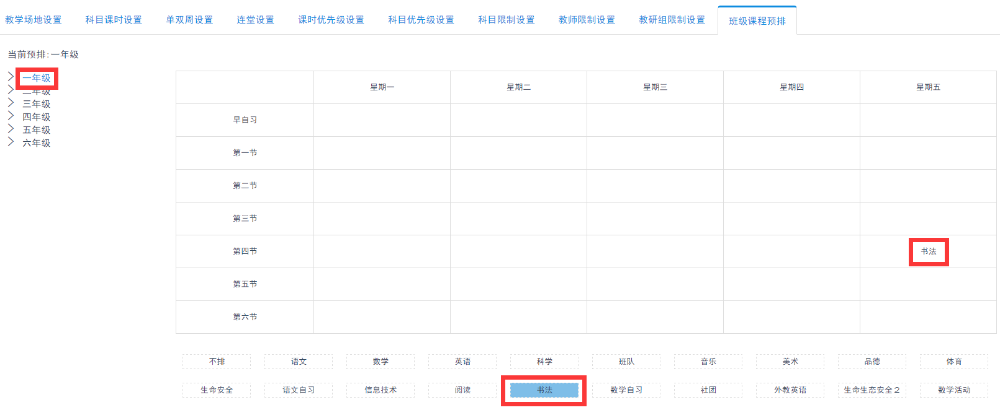 教学场地设置 科目课时设置 单双周设置 连堂设置 课时优先级设置 科目优先级设置 科目限制设置 教师限制设置 教研组限制设置 班级课程预排
当前预排:一年级
一年级
二年级
三年级
四年级
五年级
六年级
星期一 星期二 星期三 星期四 星期五
早自习
第一节
第二节
第三节
第四节 书法
第五节
第六节
不排 语文 数学 英语 科学 班队 音乐 美术 品德 体育
生命安全 语文自习 信息技术 阅读 书法 数学自习 社团 外教英语 生命生态安全2 数学活动